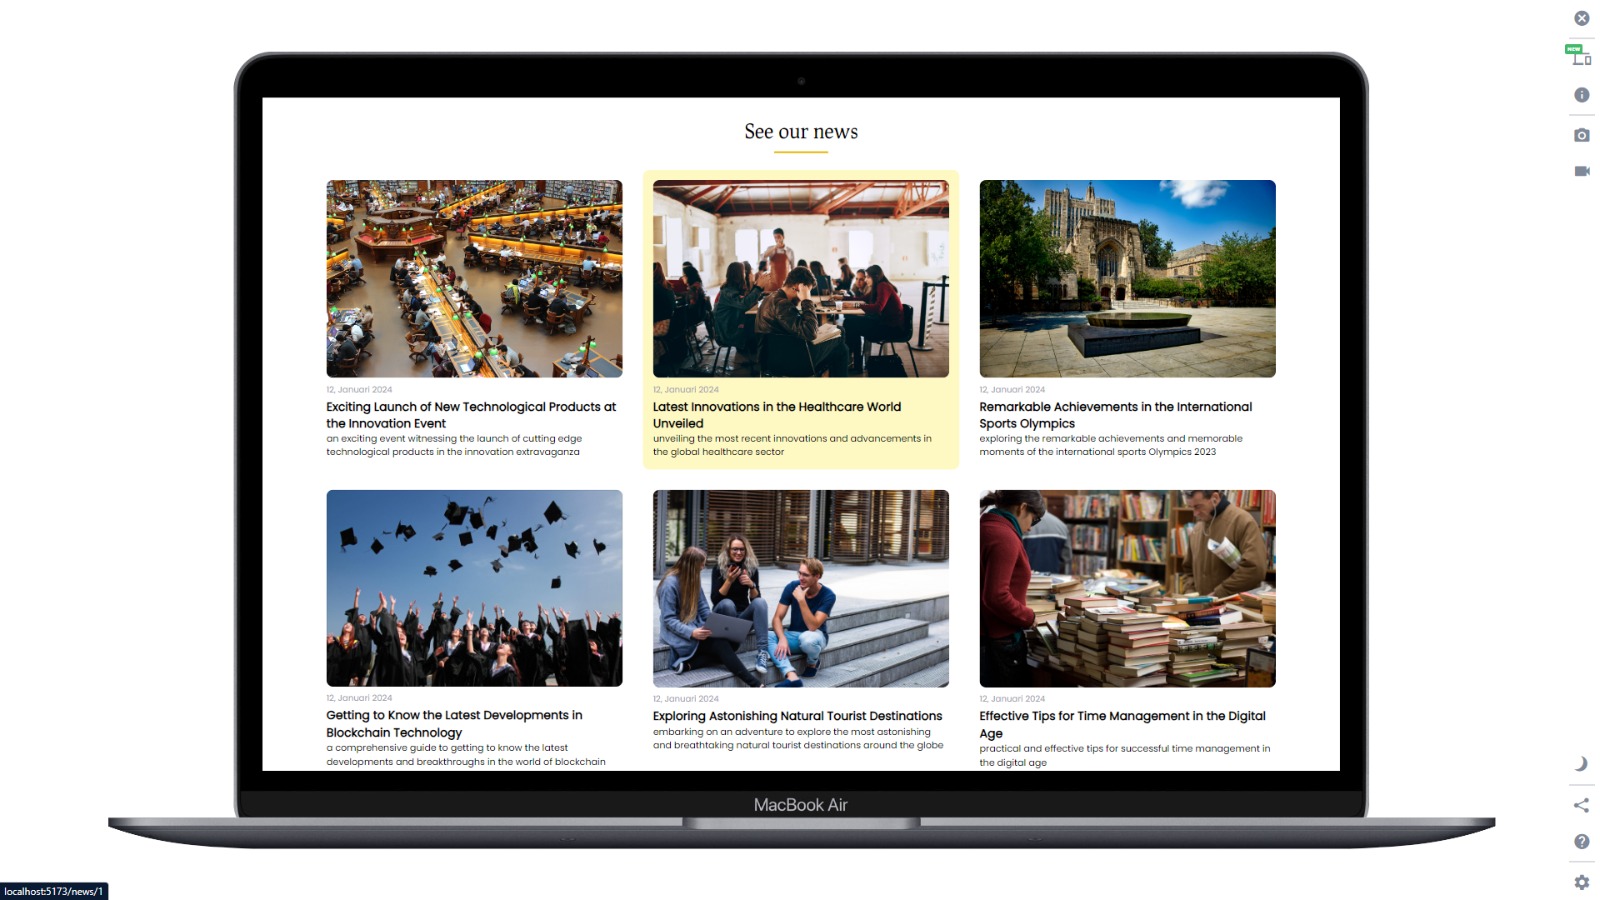 NEW
See our news
12, Januari 2024
Exciting Launch of New Technological Products at
the Innovation Event
an exciting event witnessing the launch of cutting edge
technological products in the innovation extravaganza
12, Januari 2024
Latest Innovations in the Healthcare World
Unveiled
unveiling the most recent innovations and advancements in
the global healthcare sector
12, Januari 2024
Remarkable Achievements in the International
Sports Olympics
exploring the remarkable achievements and memorable
moments of the international sports Olympics 2023
12, Januari 2024
Getting to Know the Latest Developments in
Blockchain Technology
a comprehensive guide to getting to know the latest
developments and breakthroughs in the world of blockchain
12, Januari 2024
Exploring Astonishing Natural Tourist Destinations
embarking on an adventure to explore the most astonishing
and breathtaking natural tourist destinations around the globe
12, Januari 2024
Effective Tips for Time Management in the Digital
Age
practical and effective tips for successful time management in
the digital age
MacBook Air
localhost:5173/news/1